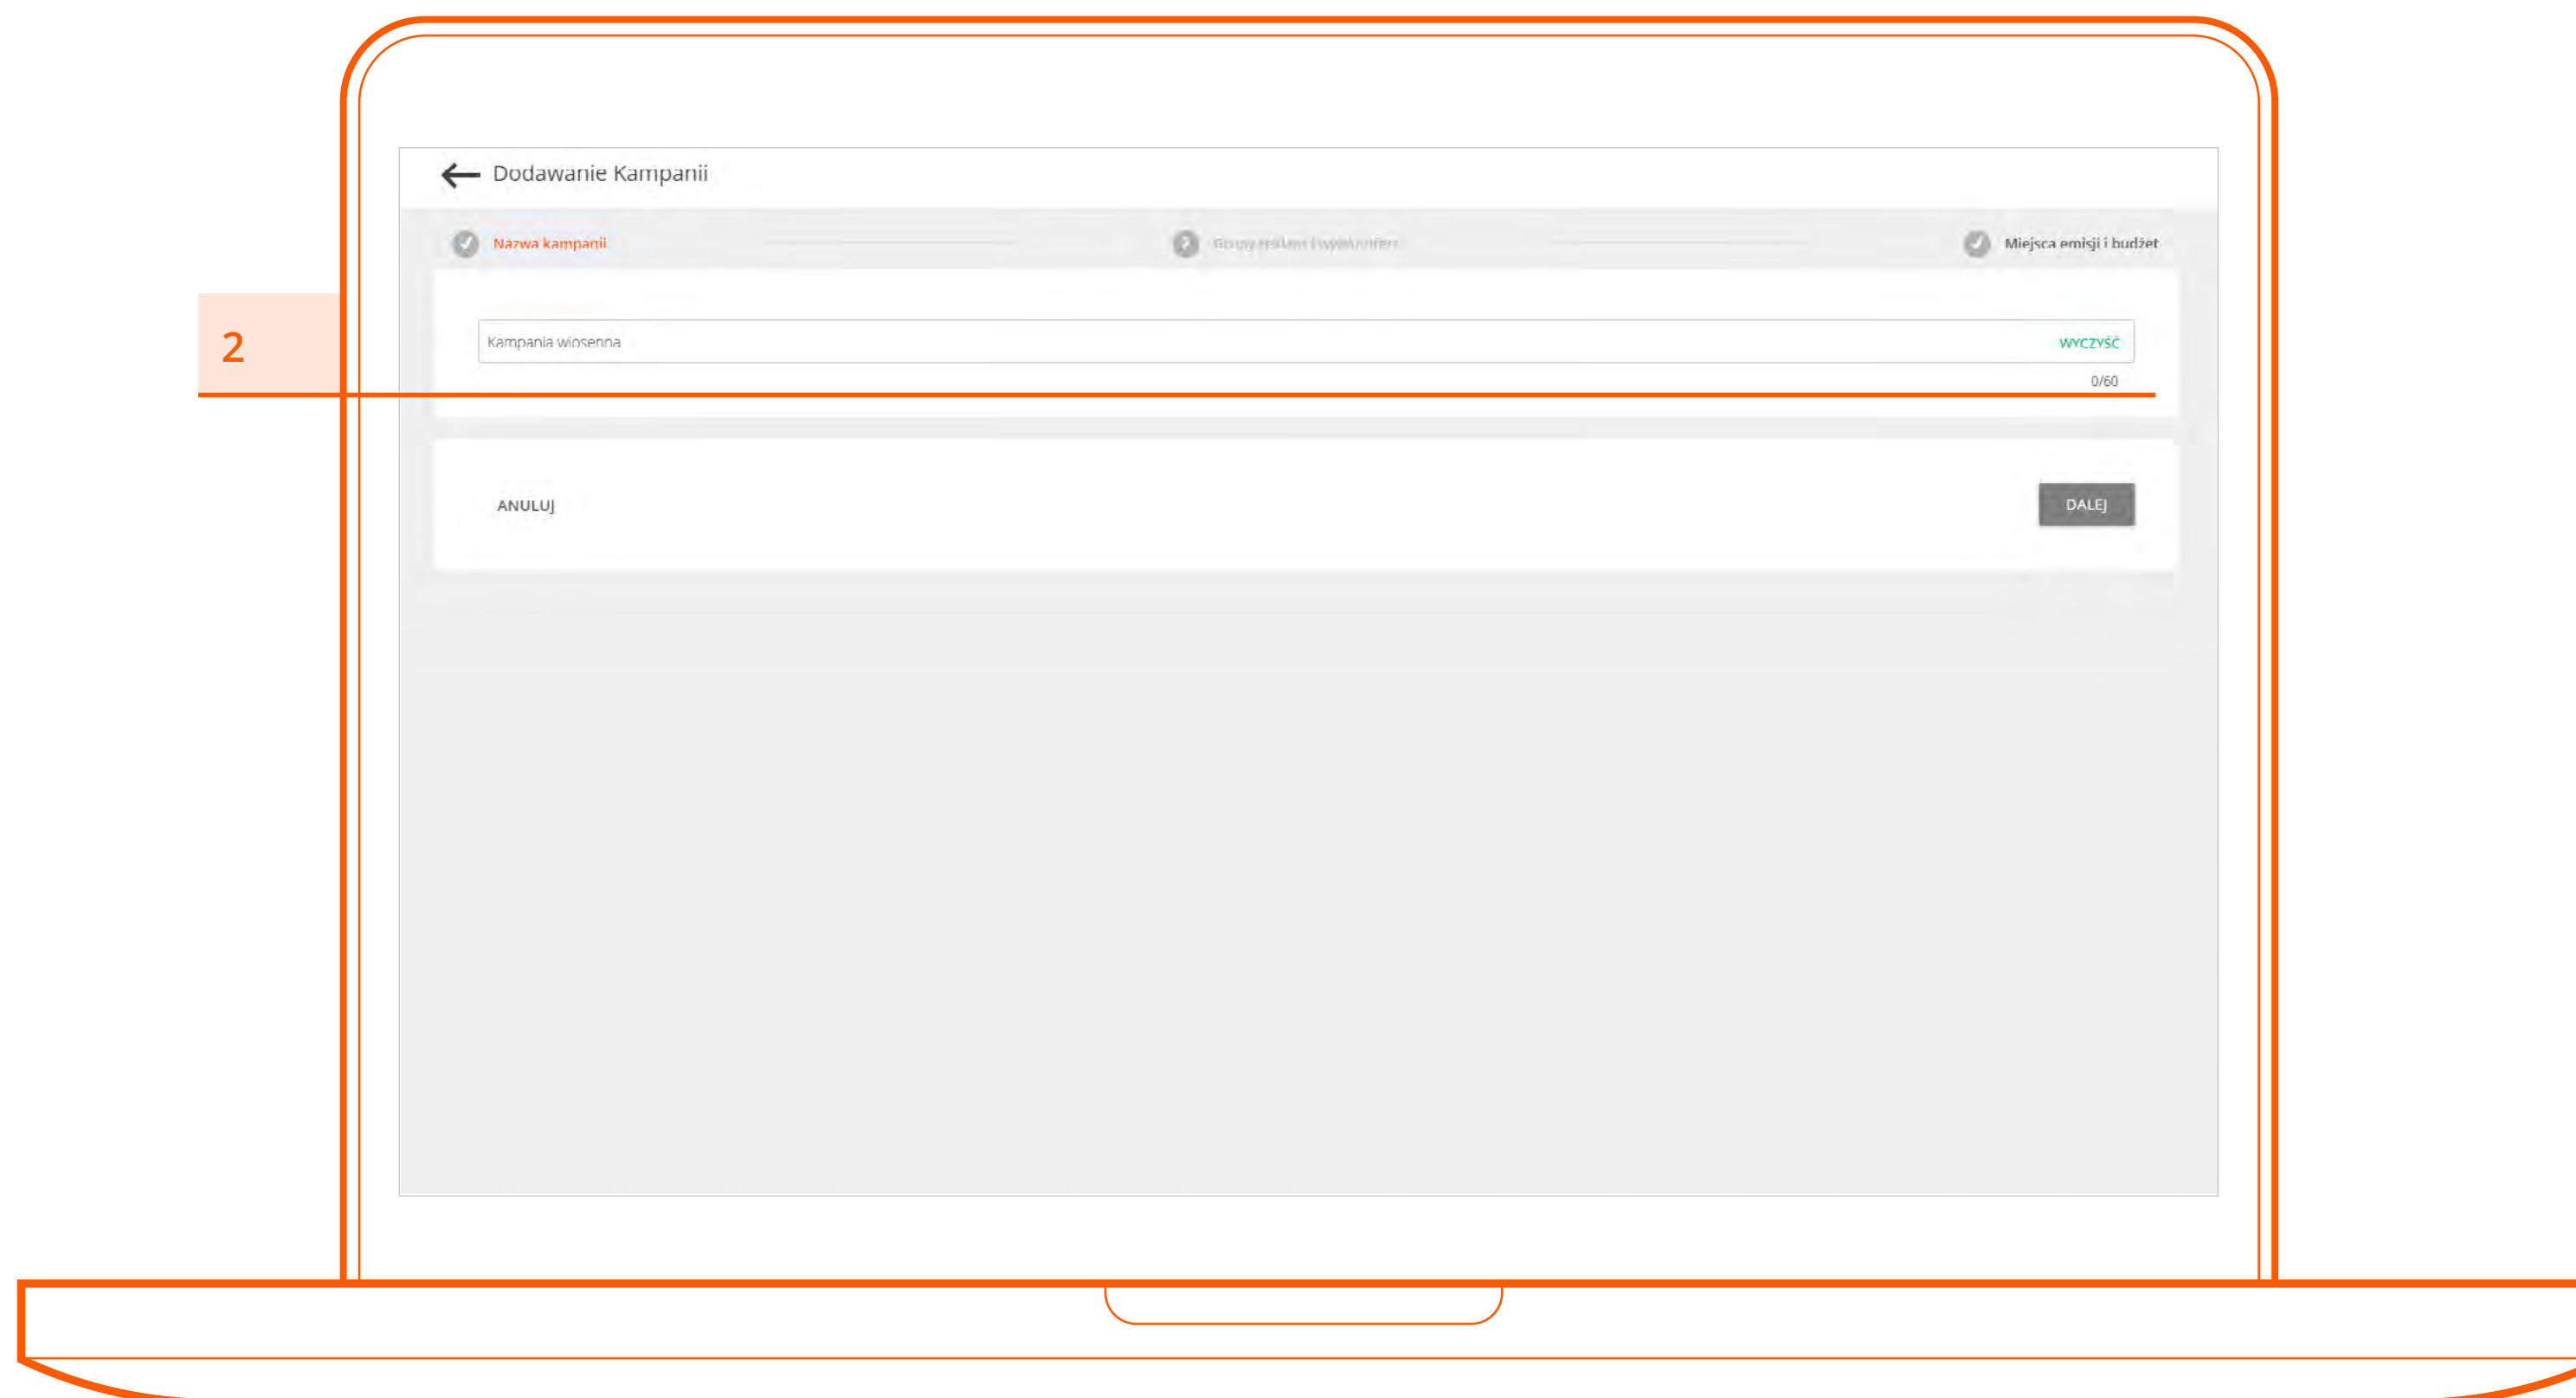 Dodawanie Kampanii
Nazwa kampanii
Miejsca emisji i budżet
2
Kampania wiosenna WYCZYŚĆ
0/60
ANULUJ DALEJ